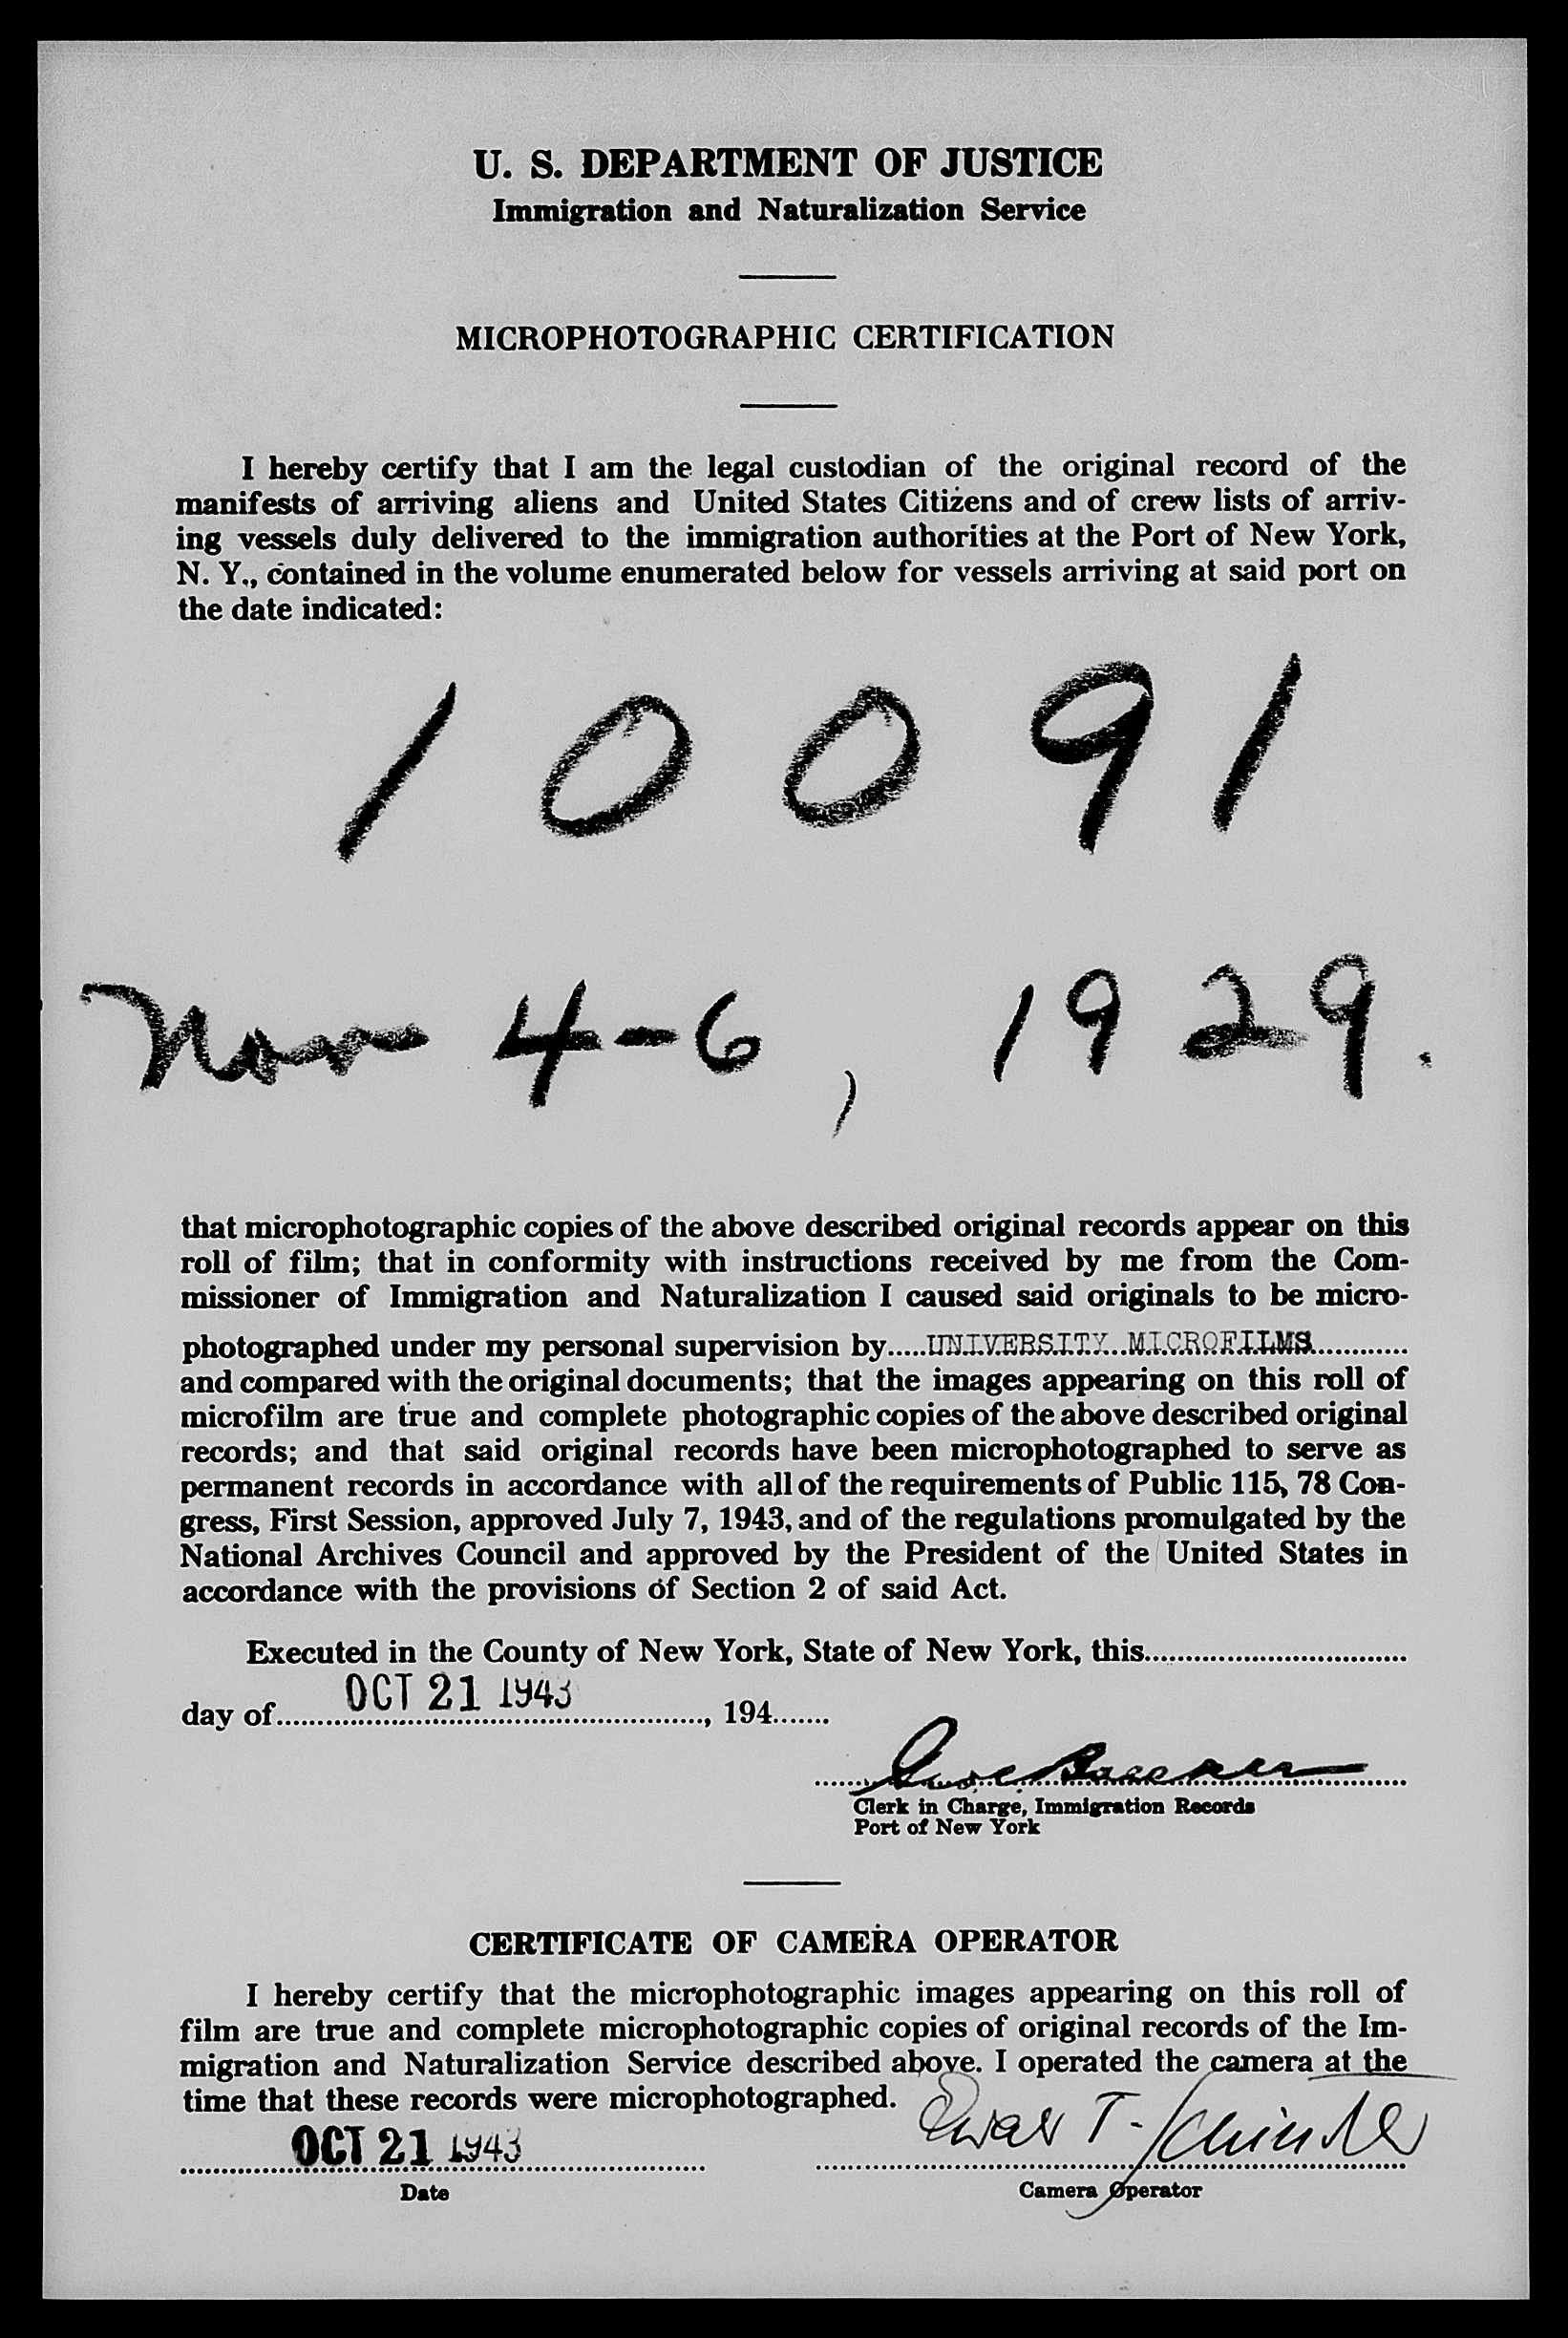 U. S. DEPARTMENT OF JUSTICE
Immigration and Naturalization Service
MICROPHOTOGRAPHIC CERTIFICATION
I hereby certify that I am the legal custodian of the original record of the
manifests of arriving aliens and United States Citizens and of crew lists of arriv-
ing vessels duly delivered to the immigration authorities at the Port of New York,
N. Y., contained in the volume enumerated below for vessels arriving at said port on
the date indicated:
10091
Nov 4-6, 1929.
that microphotographic copies of the above described original records appear on this
roll of film; that in conformity with instructions received by me from the Com-
missioner of Immigration and Naturalization I caused said originals to be micro-
photographed under my personal supervision by.....UNIVERSITY MICROFILMS............
and compared with the original documents; that the images appearing on this roll of
microfilm are true and complete photographic copies of the above described original
records; and that said original records have been microphotographed to serve as
permanent records in accordance with all of the requirements of Public 115, 78 Con-
gress, First Session, approved July 7, 1943, and of the regulations promulgated by the
National Archives Council and approved by the President of the United States in
accordance with the provisions of Section 2 of said Act.
Executed in the County of New York, State of New York, this................................
day of OCT 21 1943, 194.......
Clerk in Charge, Immigration Records
Port of New York
CERTIFICATE OF CAMERA OPERATOR
I hereby certify that the microphotographic images appearing on this roll of
film are true and complete microphotographic copies of original records of the Im-
migration and Naturalization Service described above. I operated the camera at the
time that these records were microphotographed.
OCT 21 1943 T.
Date Camera Operator